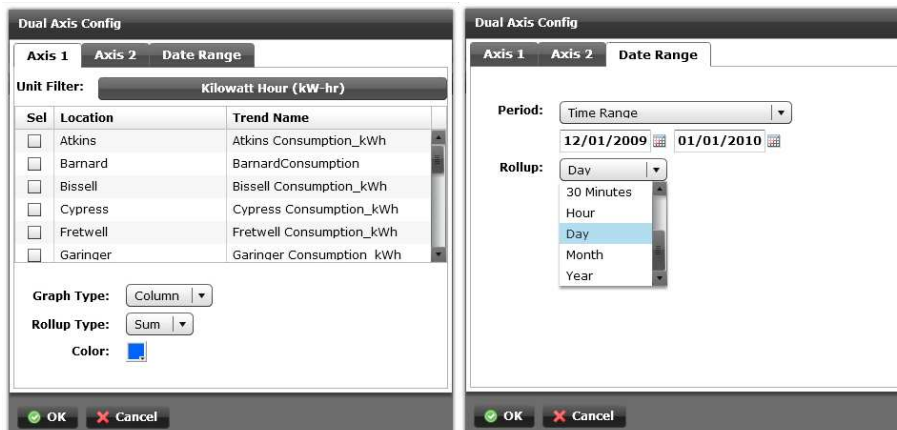 Dual Axis Config
Axis 1 Axis 2 Date Range
Unit Filter: Kilowatt Hour (kW-hr)
Sel Location Trend Name
Atkins Atkins Consumption_kWh
Barnard BarnardConsumption
Bissell Bissell Consumption_kWh
Cypress Cypress Consumption_kWh
Fretwell Fretwell Consumption_kWh
Garinger Garinger Consumption_kWh
Graph Type: Column
Rollup Type: Sum
Color:
OK Cancel
Dual Axis Config
Axis 1 Axis 2 Date Range
Period: Time Range
12/01/2009 01/01/2010
Rollup: Day
30 Minutes
Hour
Day
Month
Year
OK Cancel